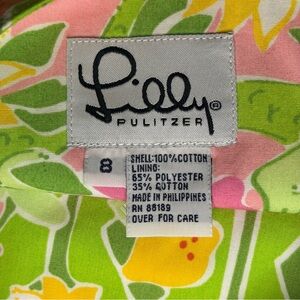 Lilly®
PULITZER
8
SHELL:100%COTTON
LINING:
65% POLYESTER
35% COTTON
MADE IN PHILIPPINES
RN 88189
OVER FOR CARE